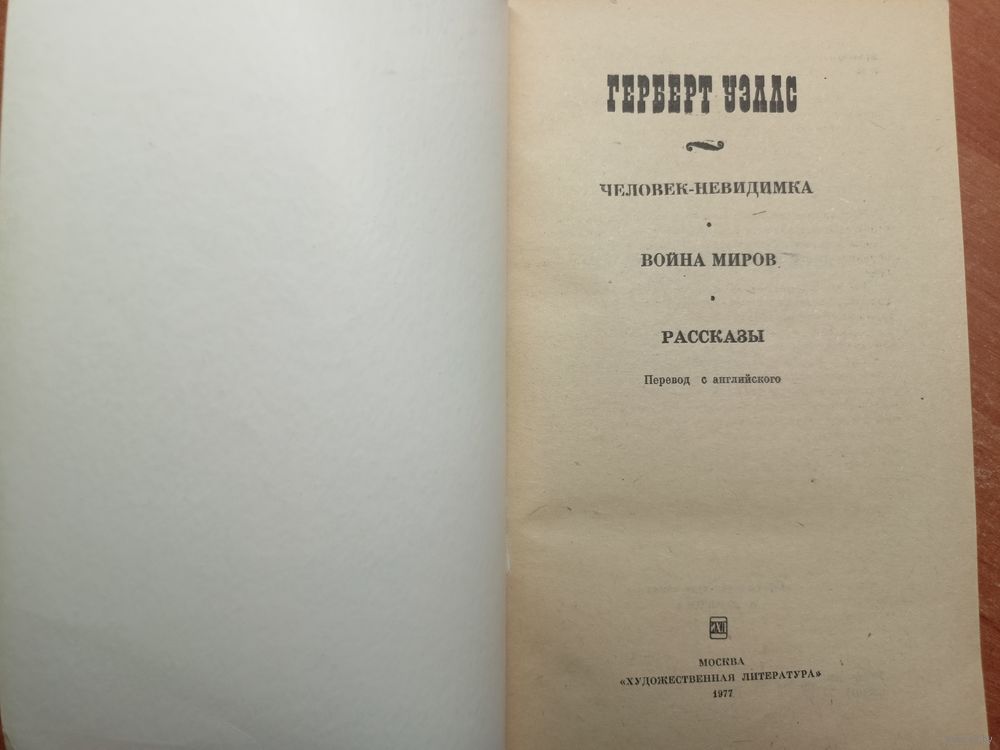 ГЕРБЕРТ УЭЛЛС
ЧЕЛОВЕК-НЕВИДИМКА
•
ВОЙНА МИРОВ
•
РАССКАЗЫ
Перевод с английского
МОСКВА
«ХУДОЖЕСТВЕННАЯ ЛИТЕРАТУРА»
1977